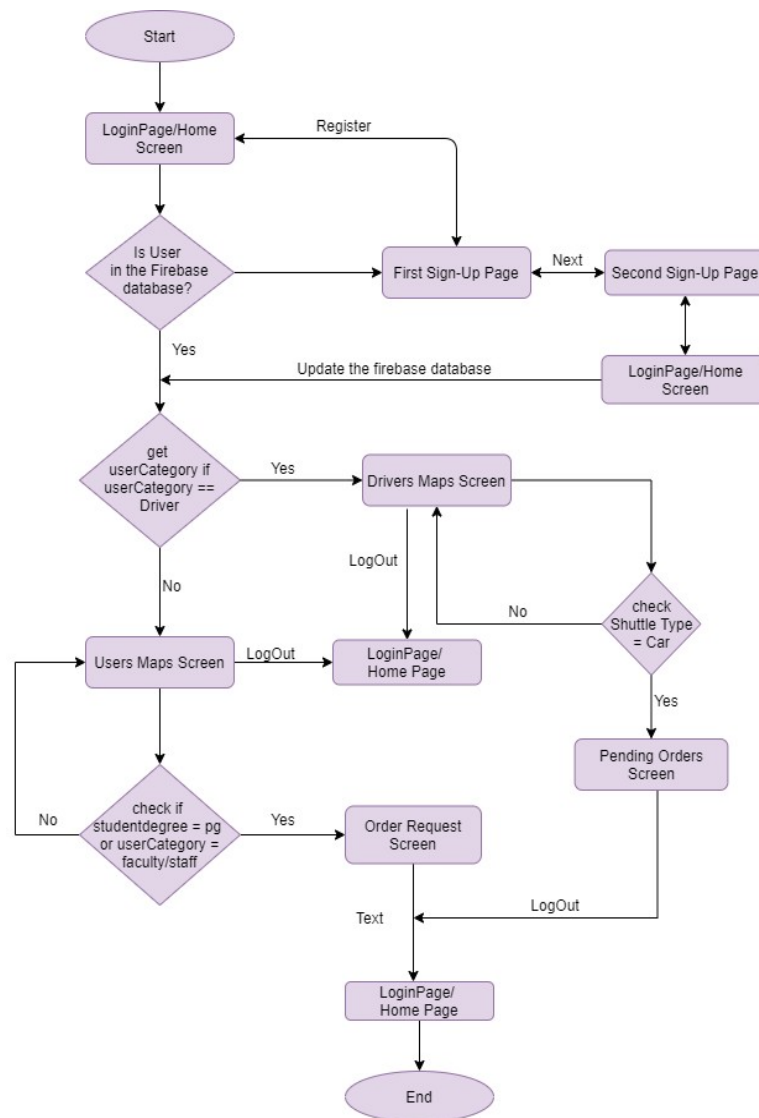 Start
LoginPage/Home
Screen
Register
Is User
in the Firebase
database?
First Sign-Up Page
Next
Second Sign-Up Page
Yes
Update the firebase database
LoginPage/Home
Screen
get
userCategory if
userCategory ==
Driver
Yes
Drivers Maps Screen
LogOut
No
No
check
Shuttle Type
= Car
Users Maps Screen
LogOut
LoginPage/
Home Page
Yes
Pending Orders
Screen
No
check if
studentdegree = pg
or userCategory =
faculty/staff
Yes
Order Request
Screen
Text
LogOut
LoginPage/
Home Page
End